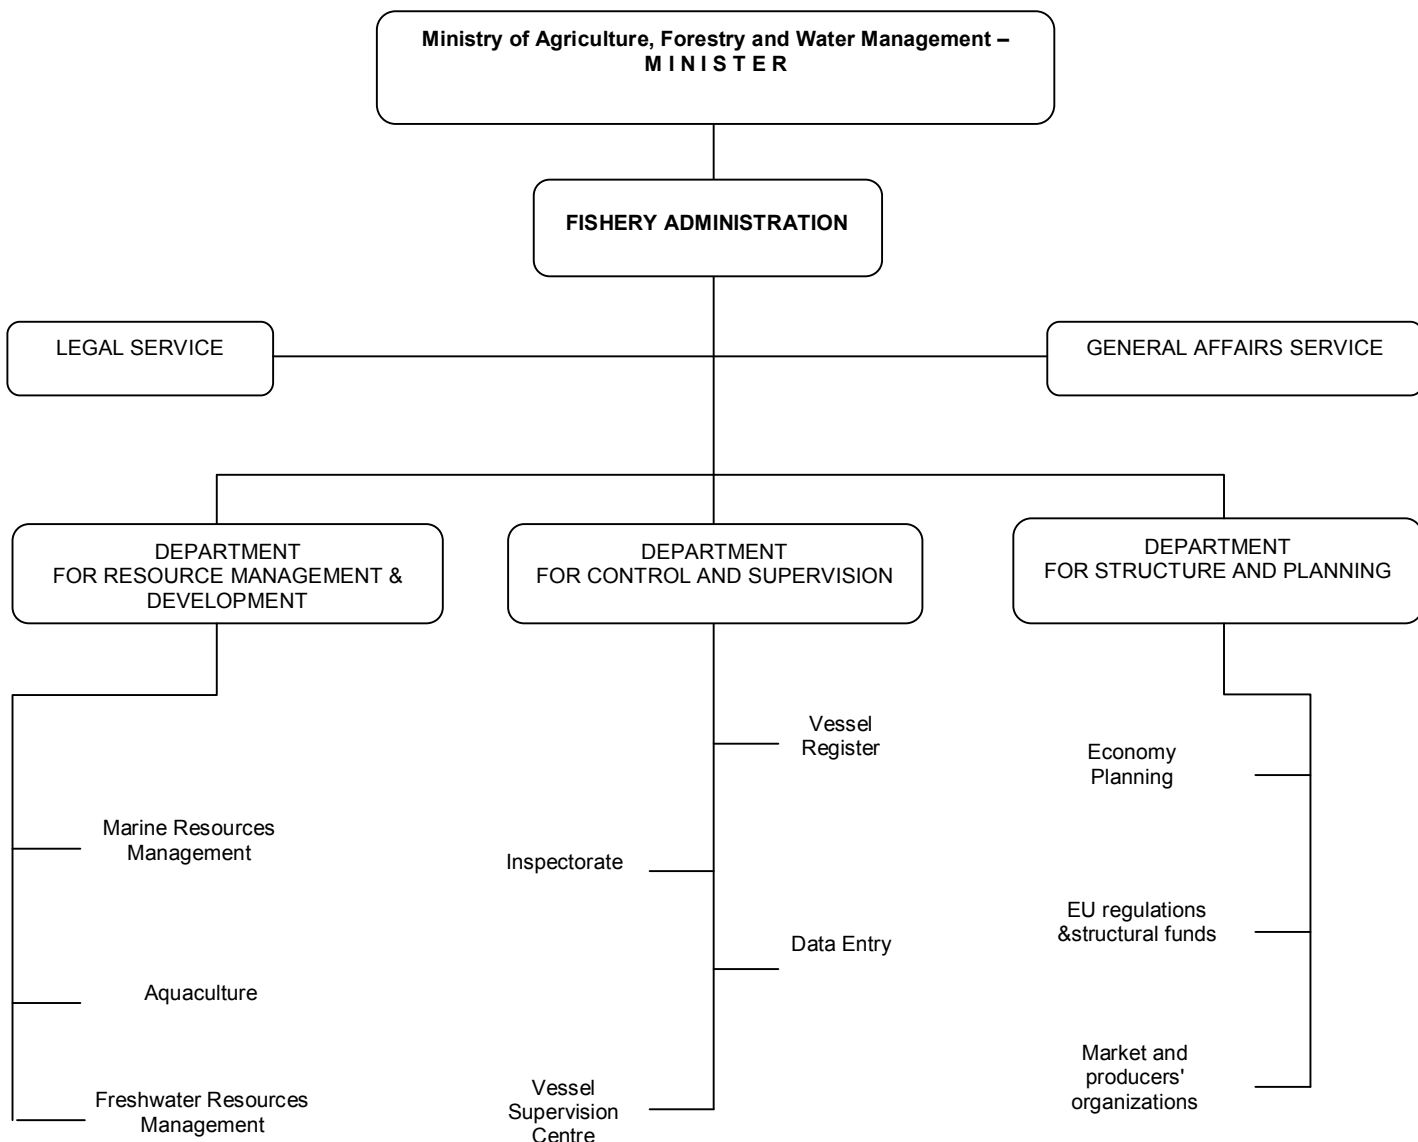 Ministry of Agriculture, Forestry and Water Management –
M I N I S T E R
FISHERY ADMINISTRATION
LEGAL SERVICE
GENERAL AFFAIRS SERVICE
DEPARTMENT
FOR RESOURCE MANAGEMENT &
DEVELOPMENT
DEPARTMENT
FOR CONTROL AND SUPERVISION
DEPARTMENT
FOR STRUCTURE AND PLANNING
Marine Resources
Management
Aquaculture
Freshwater Resources
Management
Vessel
Register
Inspectorate
Data Entry
Vessel
Supervision
Centre
Economy
Planning
EU regulations
&structural funds
Market and
producers'
organizations